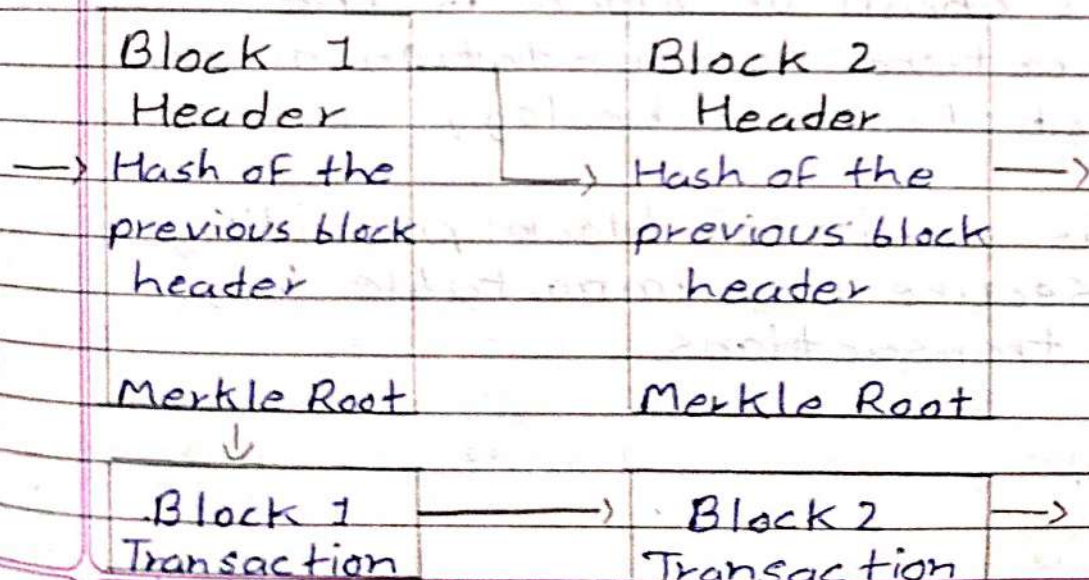 Block 1
Header
Hash of the
previous block
header
Merkle Root
Block 2
Header
Hash of the
previous block
header
Merkle Root
Block 1
Transaction
Block 2
Transaction